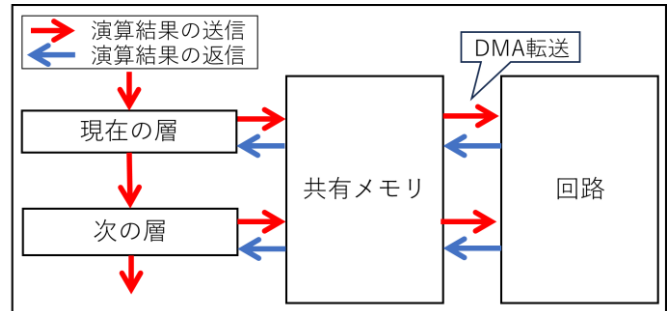 演算結果の送信
演算結果の返信
DMA転送
現在の層
共有メモリ
回路
次の層